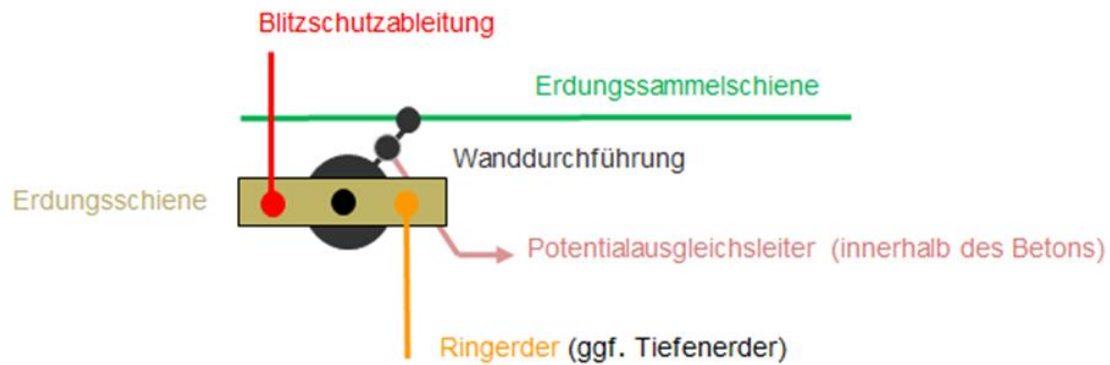 Blitzschutzableitung
Erdungssammelschiene
Wanddurchführung
Erdungsschiene
Potentialausgleichsleiter (innerhalb des Betons)
Ringerder (ggf. Tiefenerder)